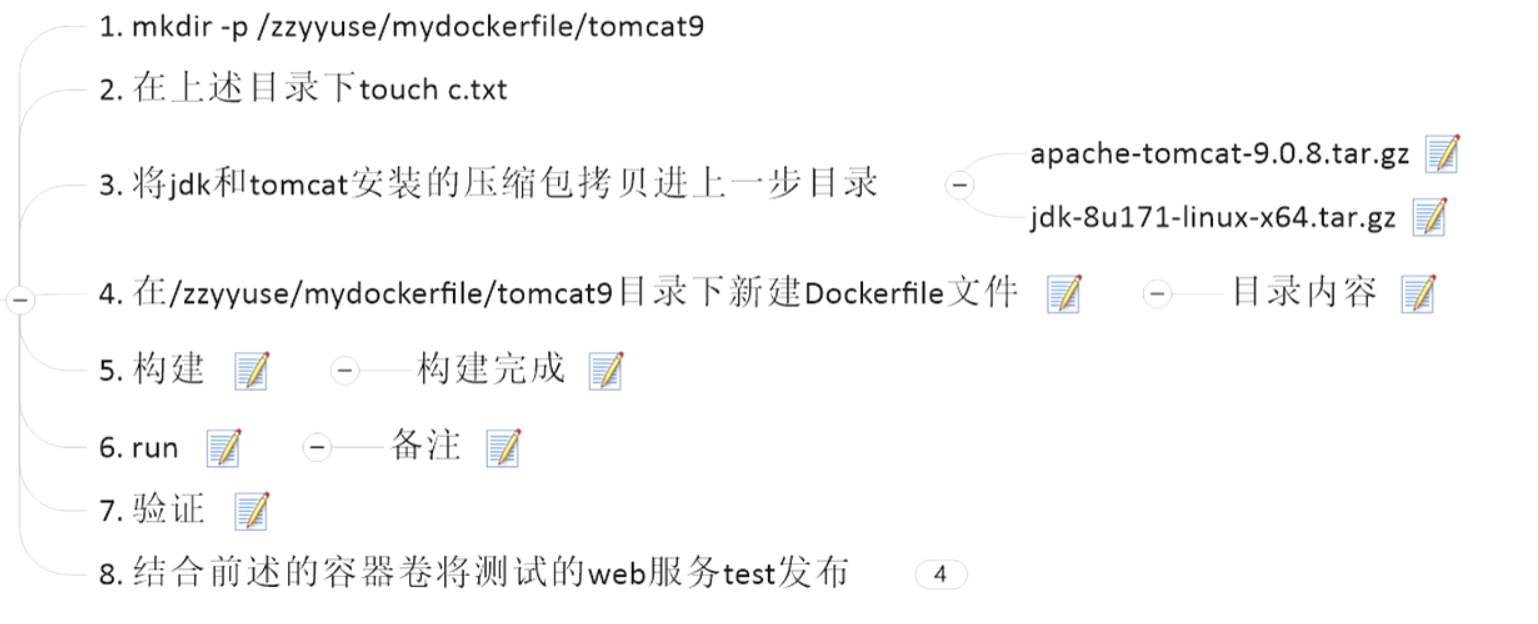 1. mkdir -p /zzyyuse/mydockerfile/tomcat9
2. 在上述目录下touch c.txt
3. 将jdk和tomcat安装的压缩包拷贝进上一步目录
apache-tomcat-9.0.8.tar.gz
jdk-8u171-linux-x64.tar.gz
4. 在/zzyyuse/mydockerfile/tomcat9目录下新建Dockerfile文件 目录内容
5. 构建 构建完成
6. run 备注
7. 验证
8. 结合前述的容器卷将测试的web服务test发布 4